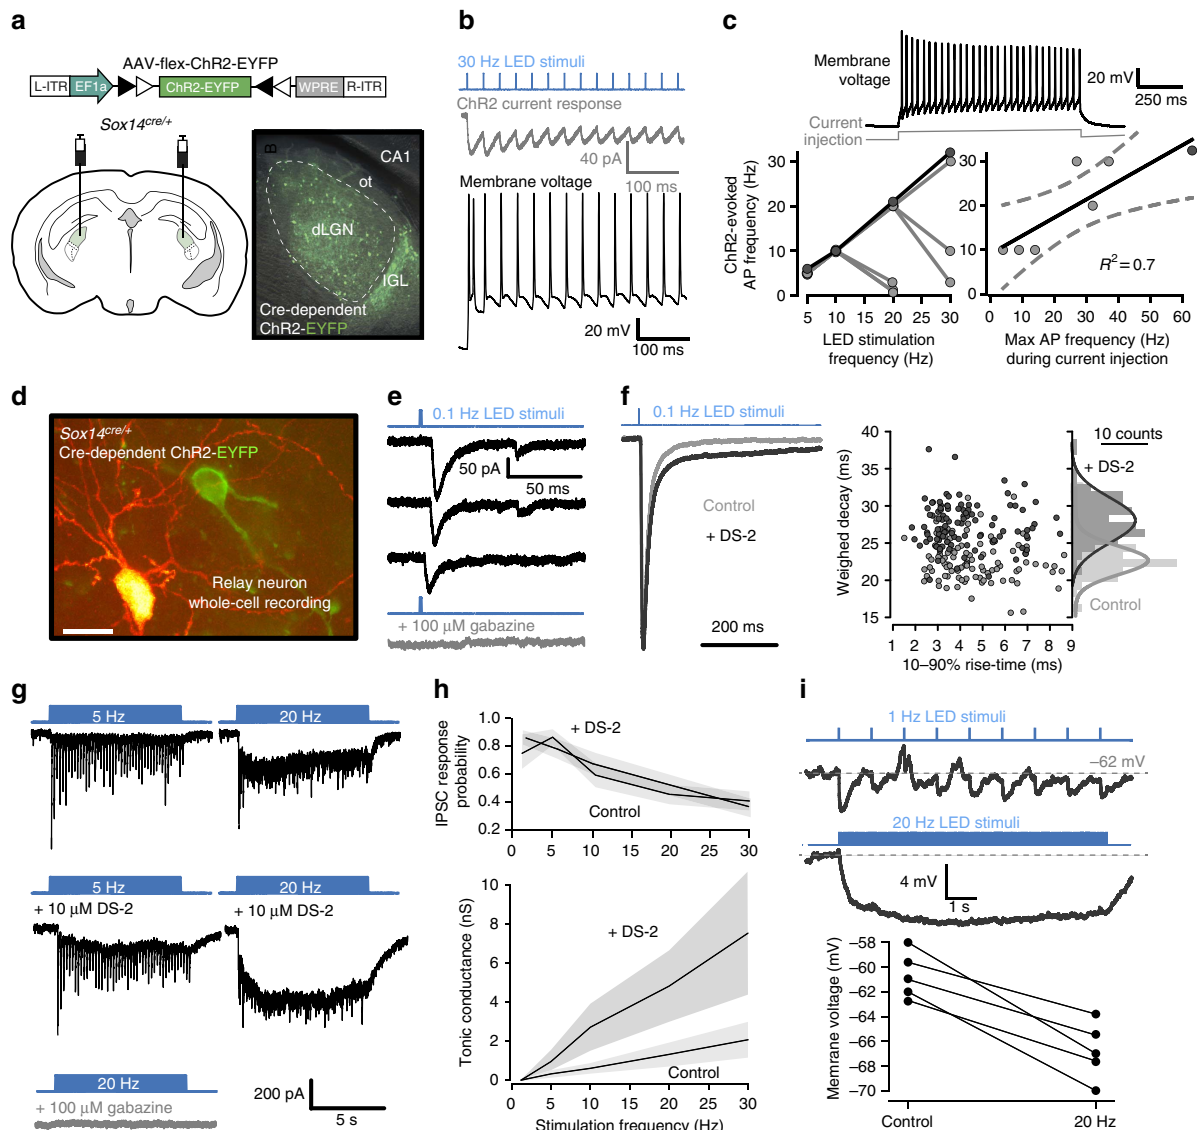 a
AAV-flex-ChR2-EYFP
L-ITR EF1a ChR2-EYFP WPRE R-ITR
Sox14cre/+
B
CA1
ot
dLGN
IGL
Cre-dependent
ChR2-EYFP
b
30 Hz LED stimuli
ChR2 current response
40 pA
100 ms
Membrane voltage
20 mV
100 ms
c
Membrane
voltage
20 mV
250 ms
Current
injection
ChR2-evoked
AP frequency (Hz)
30
20
10
0
5 10 20 30
LED stimulation
frequency (Hz)
30
20
10
0
R2 = 0.7
0 20 40 60
Max AP frequency (Hz)
during current injection
d
Sox14cre/+
Cre-dependent ChR2-EYFP
Relay neuron
whole-cell recording
e
0.1 Hz LED stimuli
50 pA
50 ms
+ 100 μM gabazine
f
0.1 Hz LED stimuli
Control
+ DS-2
200 ms
Weighed decay (ms)
40
35
30
25
20
15
1 2 3 4 5 6 7 8 9
10–90% rise-time (ms)
10 counts
+ DS-2
Control
g
5 Hz
20 Hz
5 Hz
20 Hz
+ 10 μM DS-2
+ 10 μM DS-2
20 Hz
+ 100 μM gabazine
200 pA
5 s
h
IPSC response
probability
1.0
0.8
0.6
0.4
0.2
+ DS-2
Control
0 5 10 15 20 25 30
Tonic conductance (nS)
10
8
6
4
2
0
+ DS-2
Control
0 5 10 15 20 25 30
Stimulation frequency (Hz)
i
1 Hz LED stimuli
–62 mV
20 Hz LED stimuli
4 mV
1 s
Memrane voltage (mV)
–58
–60
–62
–64
–66
–68
–70
Control 20 Hz